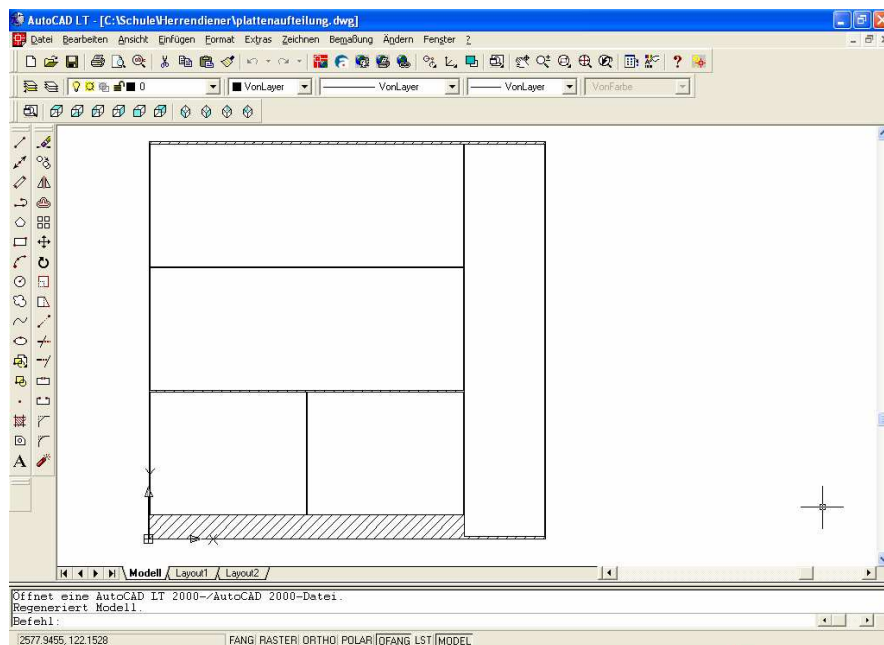 AutoCAD LT - [C:\Schule\Herrendiener\plattenaufteilung.dwg]
Datei Bearbeiten Ansicht Einfügen Format Extras Zeichnen Bemaßung Ändern Fenster ?
0 VonLayer VonLayer VonLayer VonFarbe
Y
X
Modell Layout1 Layout2
Öffnet eine AutoCAD LT 2000-/AutoCAD 2000-Datei.
Regeneriert Modell.
Befehl:
2577.9455, 122.1528 FANG RASTER ORTHO POLAR OFANG LST MODEL